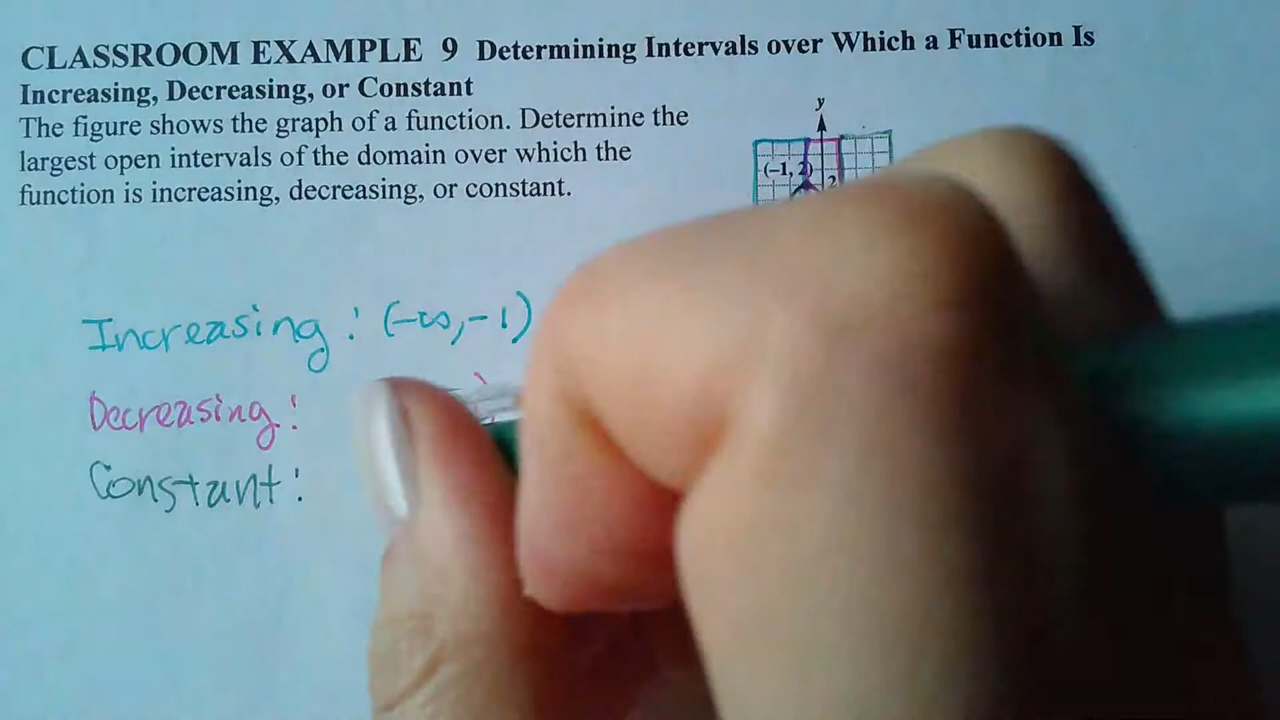 CLASSROOM EXAMPLE 9 Determining Intervals over Which a Function Is
Increasing, Decreasing, or Constant
The figure shows the graph of a function. Determine the
largest open intervals of the domain over which the
function is increasing, decreasing, or constant.
y
(–1, 2)
2
Increasing: (-∞,-1)
Decreasing:
Constant: